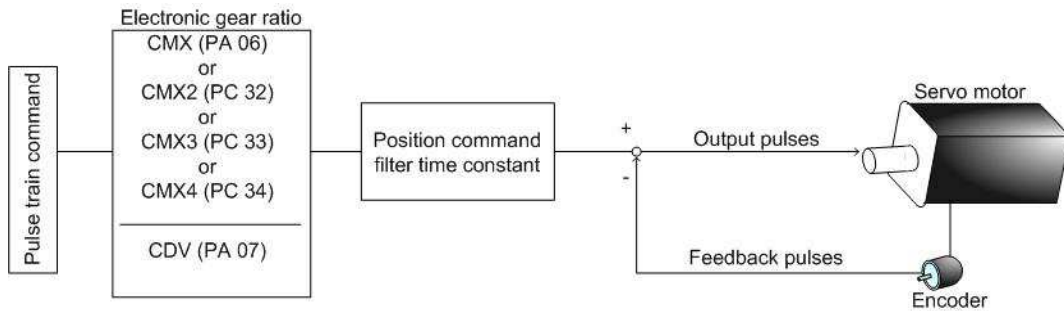 Electronic gear ratio
Pulse train command
CMX (PA 06)
or
CMX2 (PC 32)
or
CMX3 (PC 33)
or
CMX4 (PC 34)
CDV (PA 07)
Position command
filter time constant
+
-
Output pulses
Feedback pulses
Servo motor
Encoder